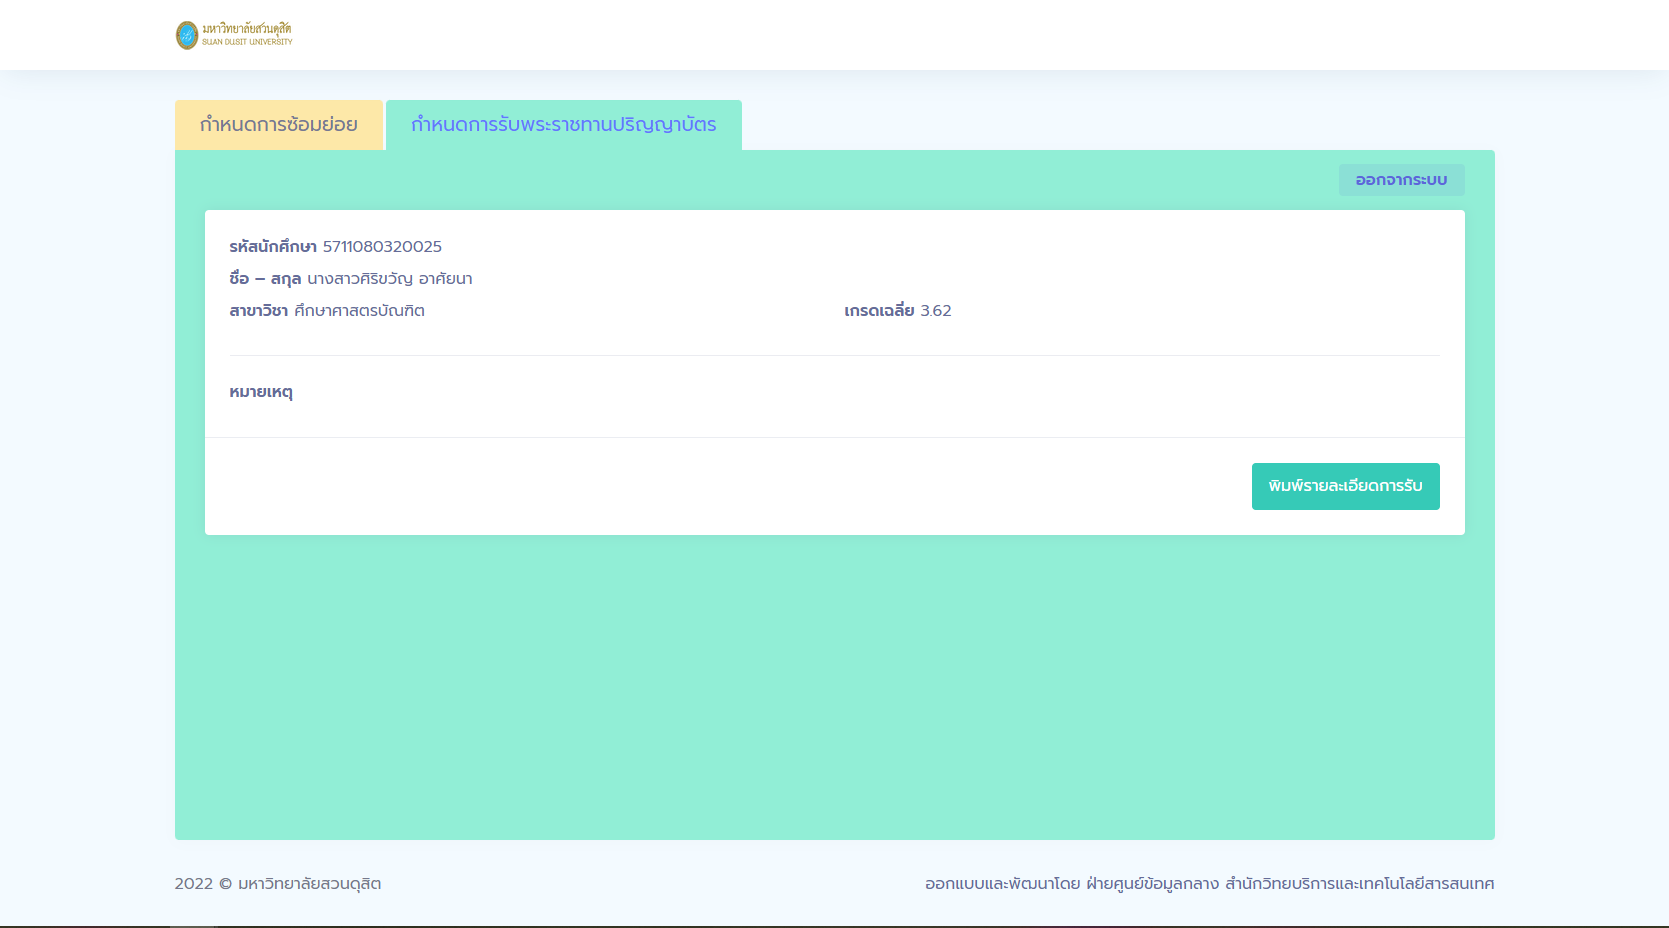 มหาวิทยาลัยสวนดุสิต
SUAN DUSIT UNIVERSITY
กำหนดการซ้อมย่อย
กำหนดการรับพระราชทานปริญญาบัตร
ออกจากระบบ
รหัสนักศึกษา 5711080320025
ชื่อ – สกุล นางสาวศิริขวัญ อาศัยนา
สาขาวิชา ศึกษาศาสตรบัณฑิต
เกรดเฉลี่ย 3.62
หมายเหตุ
พิมพ์รายละเอียดการรับ
2022 © มหาวิทยาลัยสวนดุสิต
ออกแบบและพัฒนาโดย ฝ่ายศูนย์ข้อมูลกลาง สำนักวิทยบริการและเทคโนโลยีสารสนเทศ